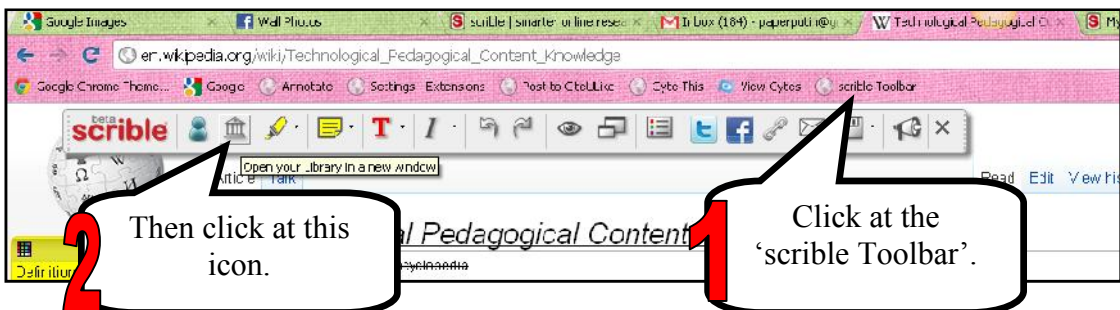 Google Images
Wall Photos
scrible | smarter online resea
Inbox (184) - paperputi
Technological Pedagogical C
My
en.wikipedia.org/wiki/Technological_Pedagogical_Content_Knowledge
Google Chrome Theme...
Google
Annotate
Settings
Extensions
Post to CiteULike
Cyte This
View Cytes
scrible Toolbar
beta
scrible
T
I
Open your Library in a new window
Article
Talk
Read
Edit
View his
1
Click at the
‘scrible Toolbar’.
2
Then click at this
icon.
al Pedagogical Content
Definition